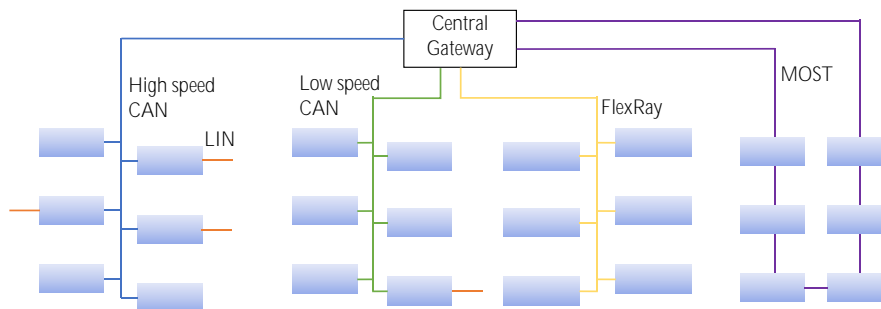 Central
Gateway
High speed
CAN
LIN
Low speed
CAN
FlexRay
MOST